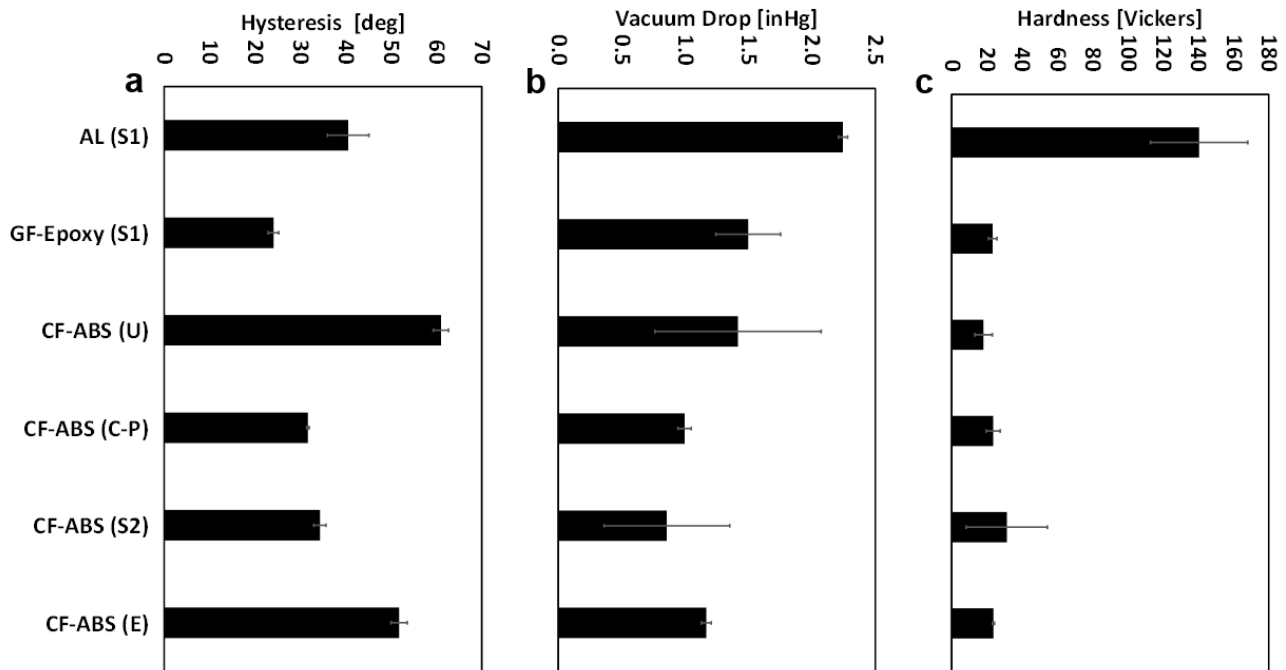 Hysteresis [deg]
0 10 20 30 40 50 60 70
a
Vacuum Drop [inHg]
0.0 0.5 1.0 1.5 2.0 2.5
b
Hardness [Vickers]
0 20 40 60 80 100 120 140 160 180
c
AL (S1)
GF-Epoxy (S1)
CF-ABS (U)
CF-ABS (C-P)
CF-ABS (S2)
CF-ABS (E)